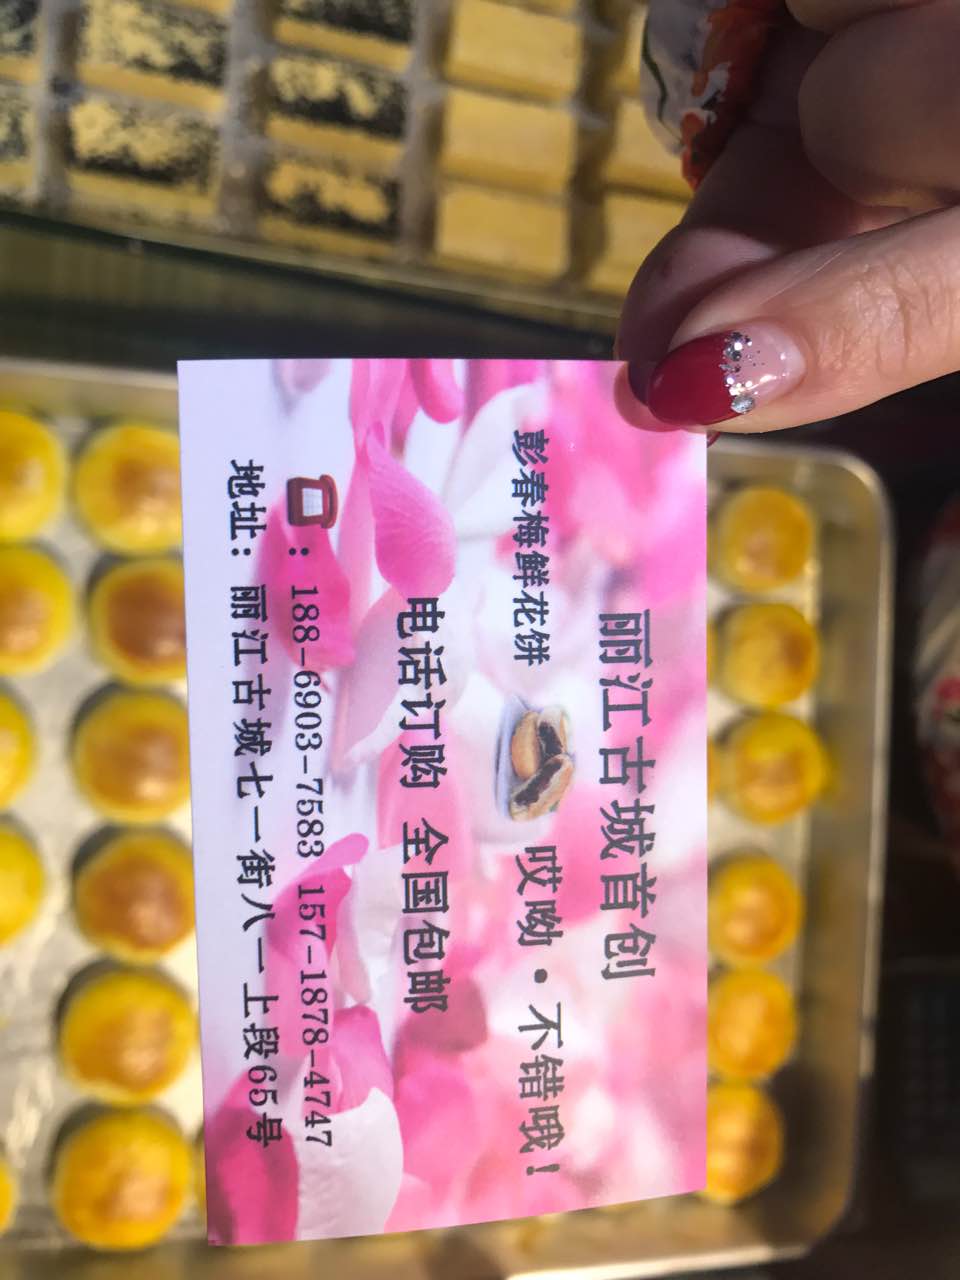 丽江古城首创
彭春梅鲜花饼 哎呦·不错哦！
电话订购 全国包邮
：188-6903-7583 157-1878-4747
地址：丽江古城七一街八一上段65号